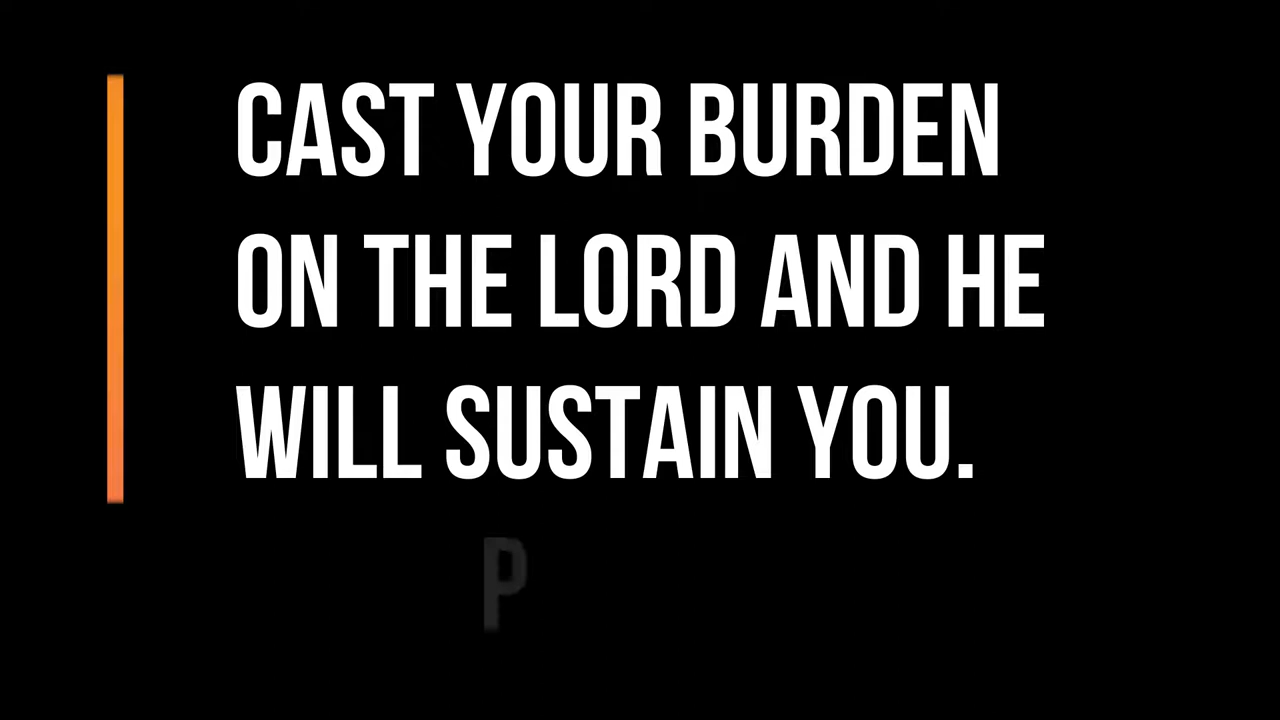 CAST YOUR BURDEN
ON THE LORD AND HE
WILL SUSTAIN YOU.
P